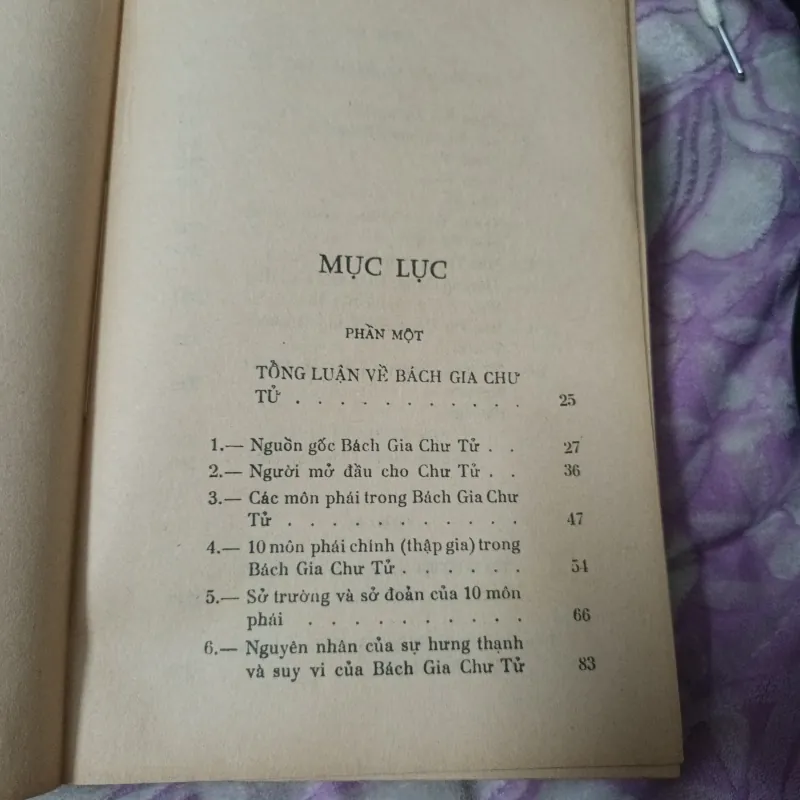 MỤC LỤC
PHẦN MỘT
TỔNG LUẬN VỀ BÁCH GIA CHƯ
TỬ . . . . . . . . . . . 25
1.— Nguồn gốc Bách Gia Chư Tử . . 27
2.— Người mở đầu cho Chư Tử . . 36
3.— Các môn phái trong Bách Gia Chư
Tử . . . . . . . . . . . 47
4.— 10 môn phái chính (thập gia) trong
Bách Gia Chư Tử . . . . . . 54
5.— Sở trường và sở đoản của 10 môn
phái . . . . . . . . . . 66
6.— Nguyên nhân của sự hưng thạnh
và suy vi của Bách Gia Chư Tử 83